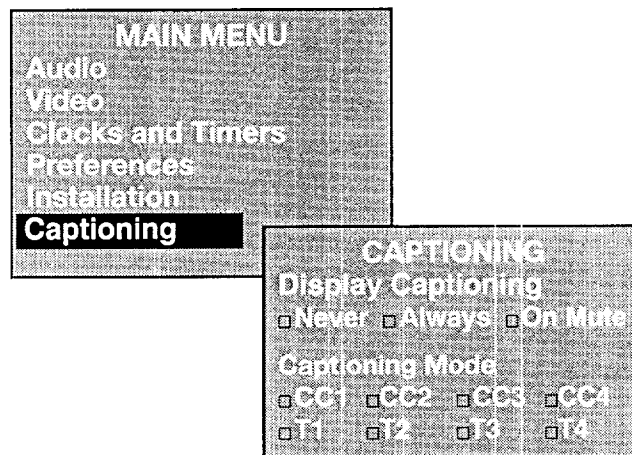 MAIN MENU
Audio
Video
Clocks and Timers
Preferences
Installation
Captioning
CAPTIONING
Display Captioning
Never Always On Mute
Captioning Mode
CC1 CC2 CC3 CC4
T1 T2 T3 T4